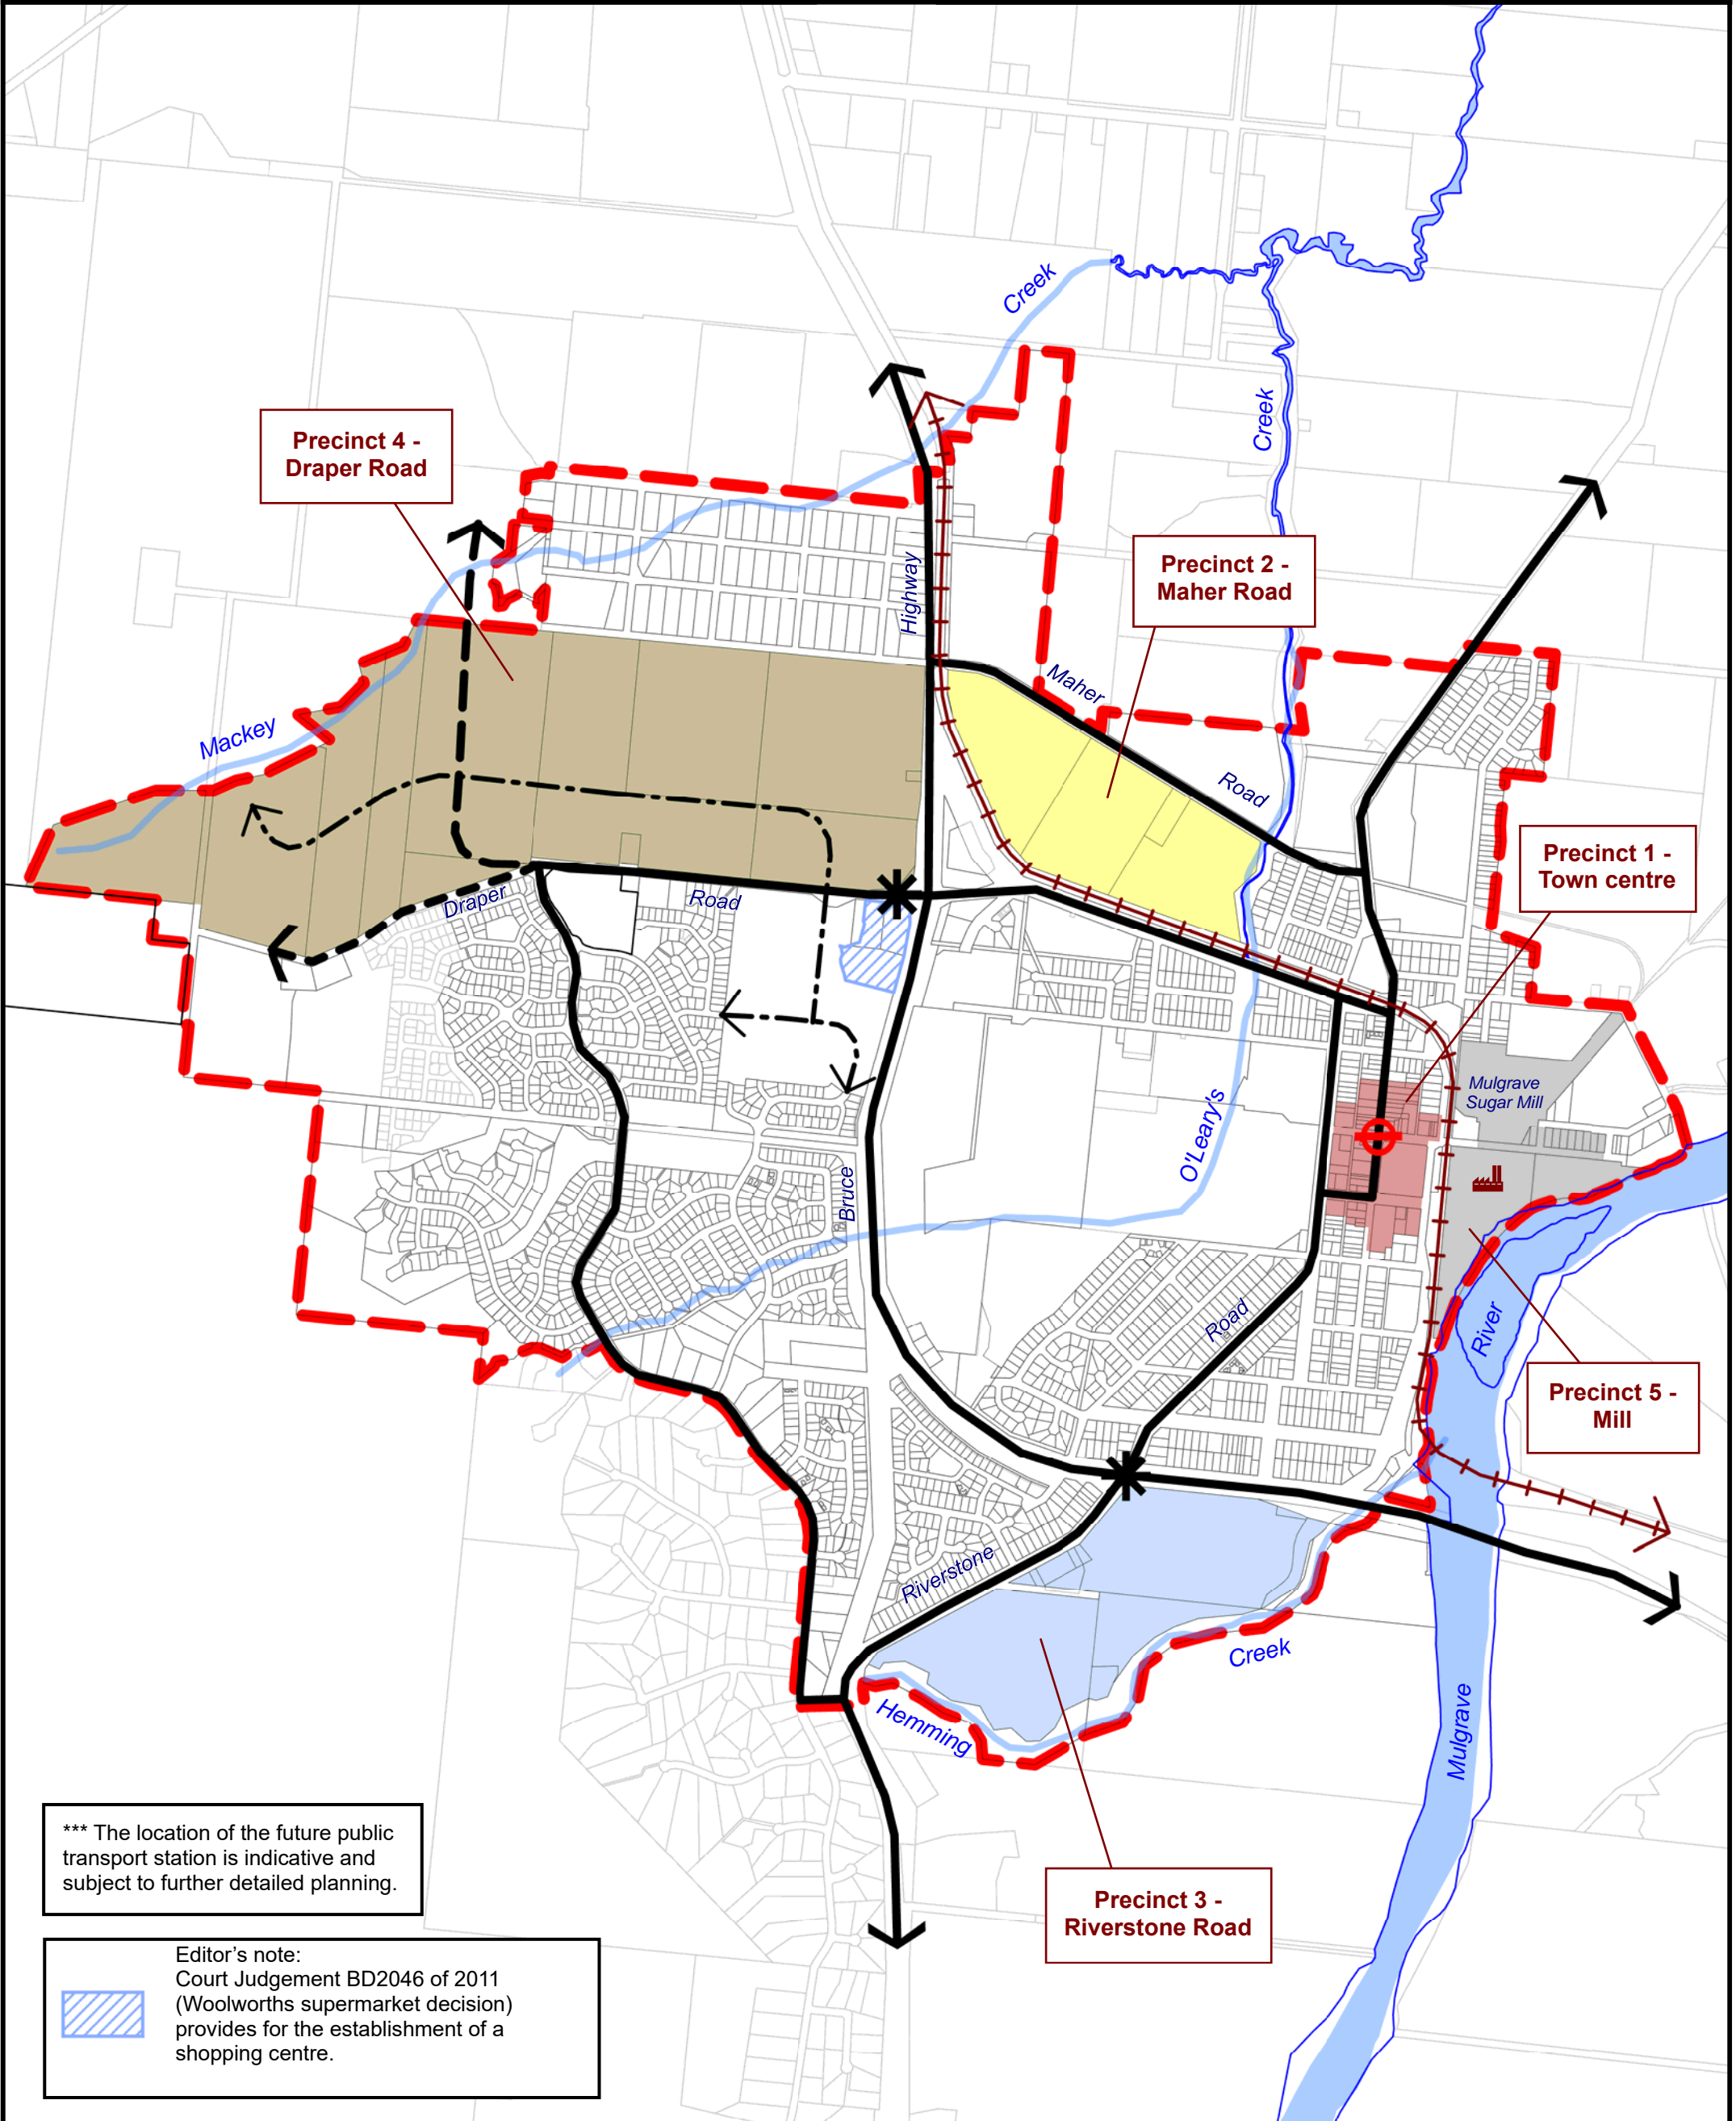 Creek
Creek
Precinct 4 -
Draper Road
Highway
Precinct 2 -
Maher Road
Maher
Mackey
Road
Precinct 1 -
Town centre
Draper
Road
Mulgrave
Sugar Mill
O'Leary's
Bruce
Road
River
Precinct 5 -
Mill
Riverstone
Creek
Hemming
Mulgrave
*** The location of the future public
transport station is indicative and
subject to further detailed planning.
Precinct 3 -
Riverstone Road
Editor’s note:
Court Judgement BD2046 of 2011
(Woolworths supermarket decision)
provides for the establishment of a
shopping centre.